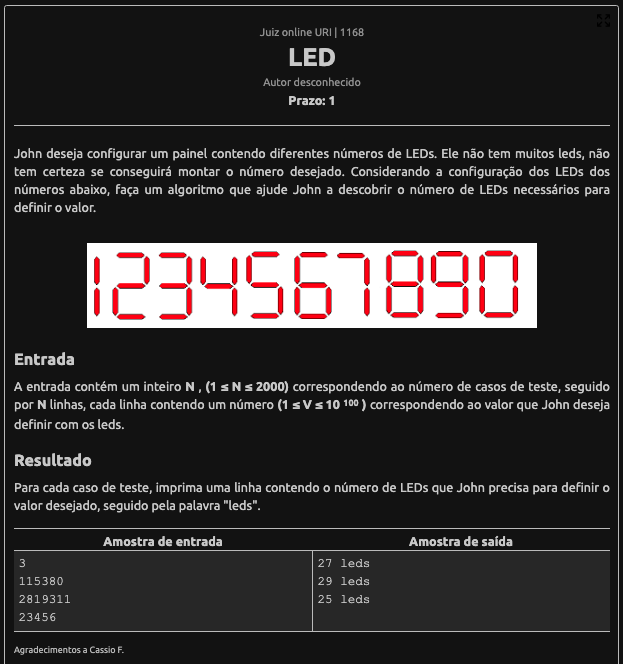 Juiz online URI | 1168
LED
Autor desconhecido
Prazo: 1
John deseja configurar um painel contendo diferentes números de LEDs. Ele não tem muitos leds, não
tem certeza se conseguirá montar o número desejado. Considerando a configuração dos LEDs dos
números abaixo, faça um algoritmo que ajude John a descobrir o número de LEDs necessários para
definir o valor.
1234567890
Entrada
A entrada contém um inteiro N , (1 ≤ N ≤ 2000) correspondendo ao número de casos de teste, seguido
por N linhas, cada linha contendo um número (1 ≤ V ≤ 10 ¹⁰⁰ ) correspondendo ao valor que John deseja
definir com os leds.
Resultado
Para cada caso de teste, imprima uma linha contendo o número de LEDs que John precisa para definir o
valor desejado, seguido pela palavra "leds".
Amostra de entrada Amostra de saída
3 27 leds
115380 29 leds
2819311 25 leds
23456
Agradecimentos a Cassio F.